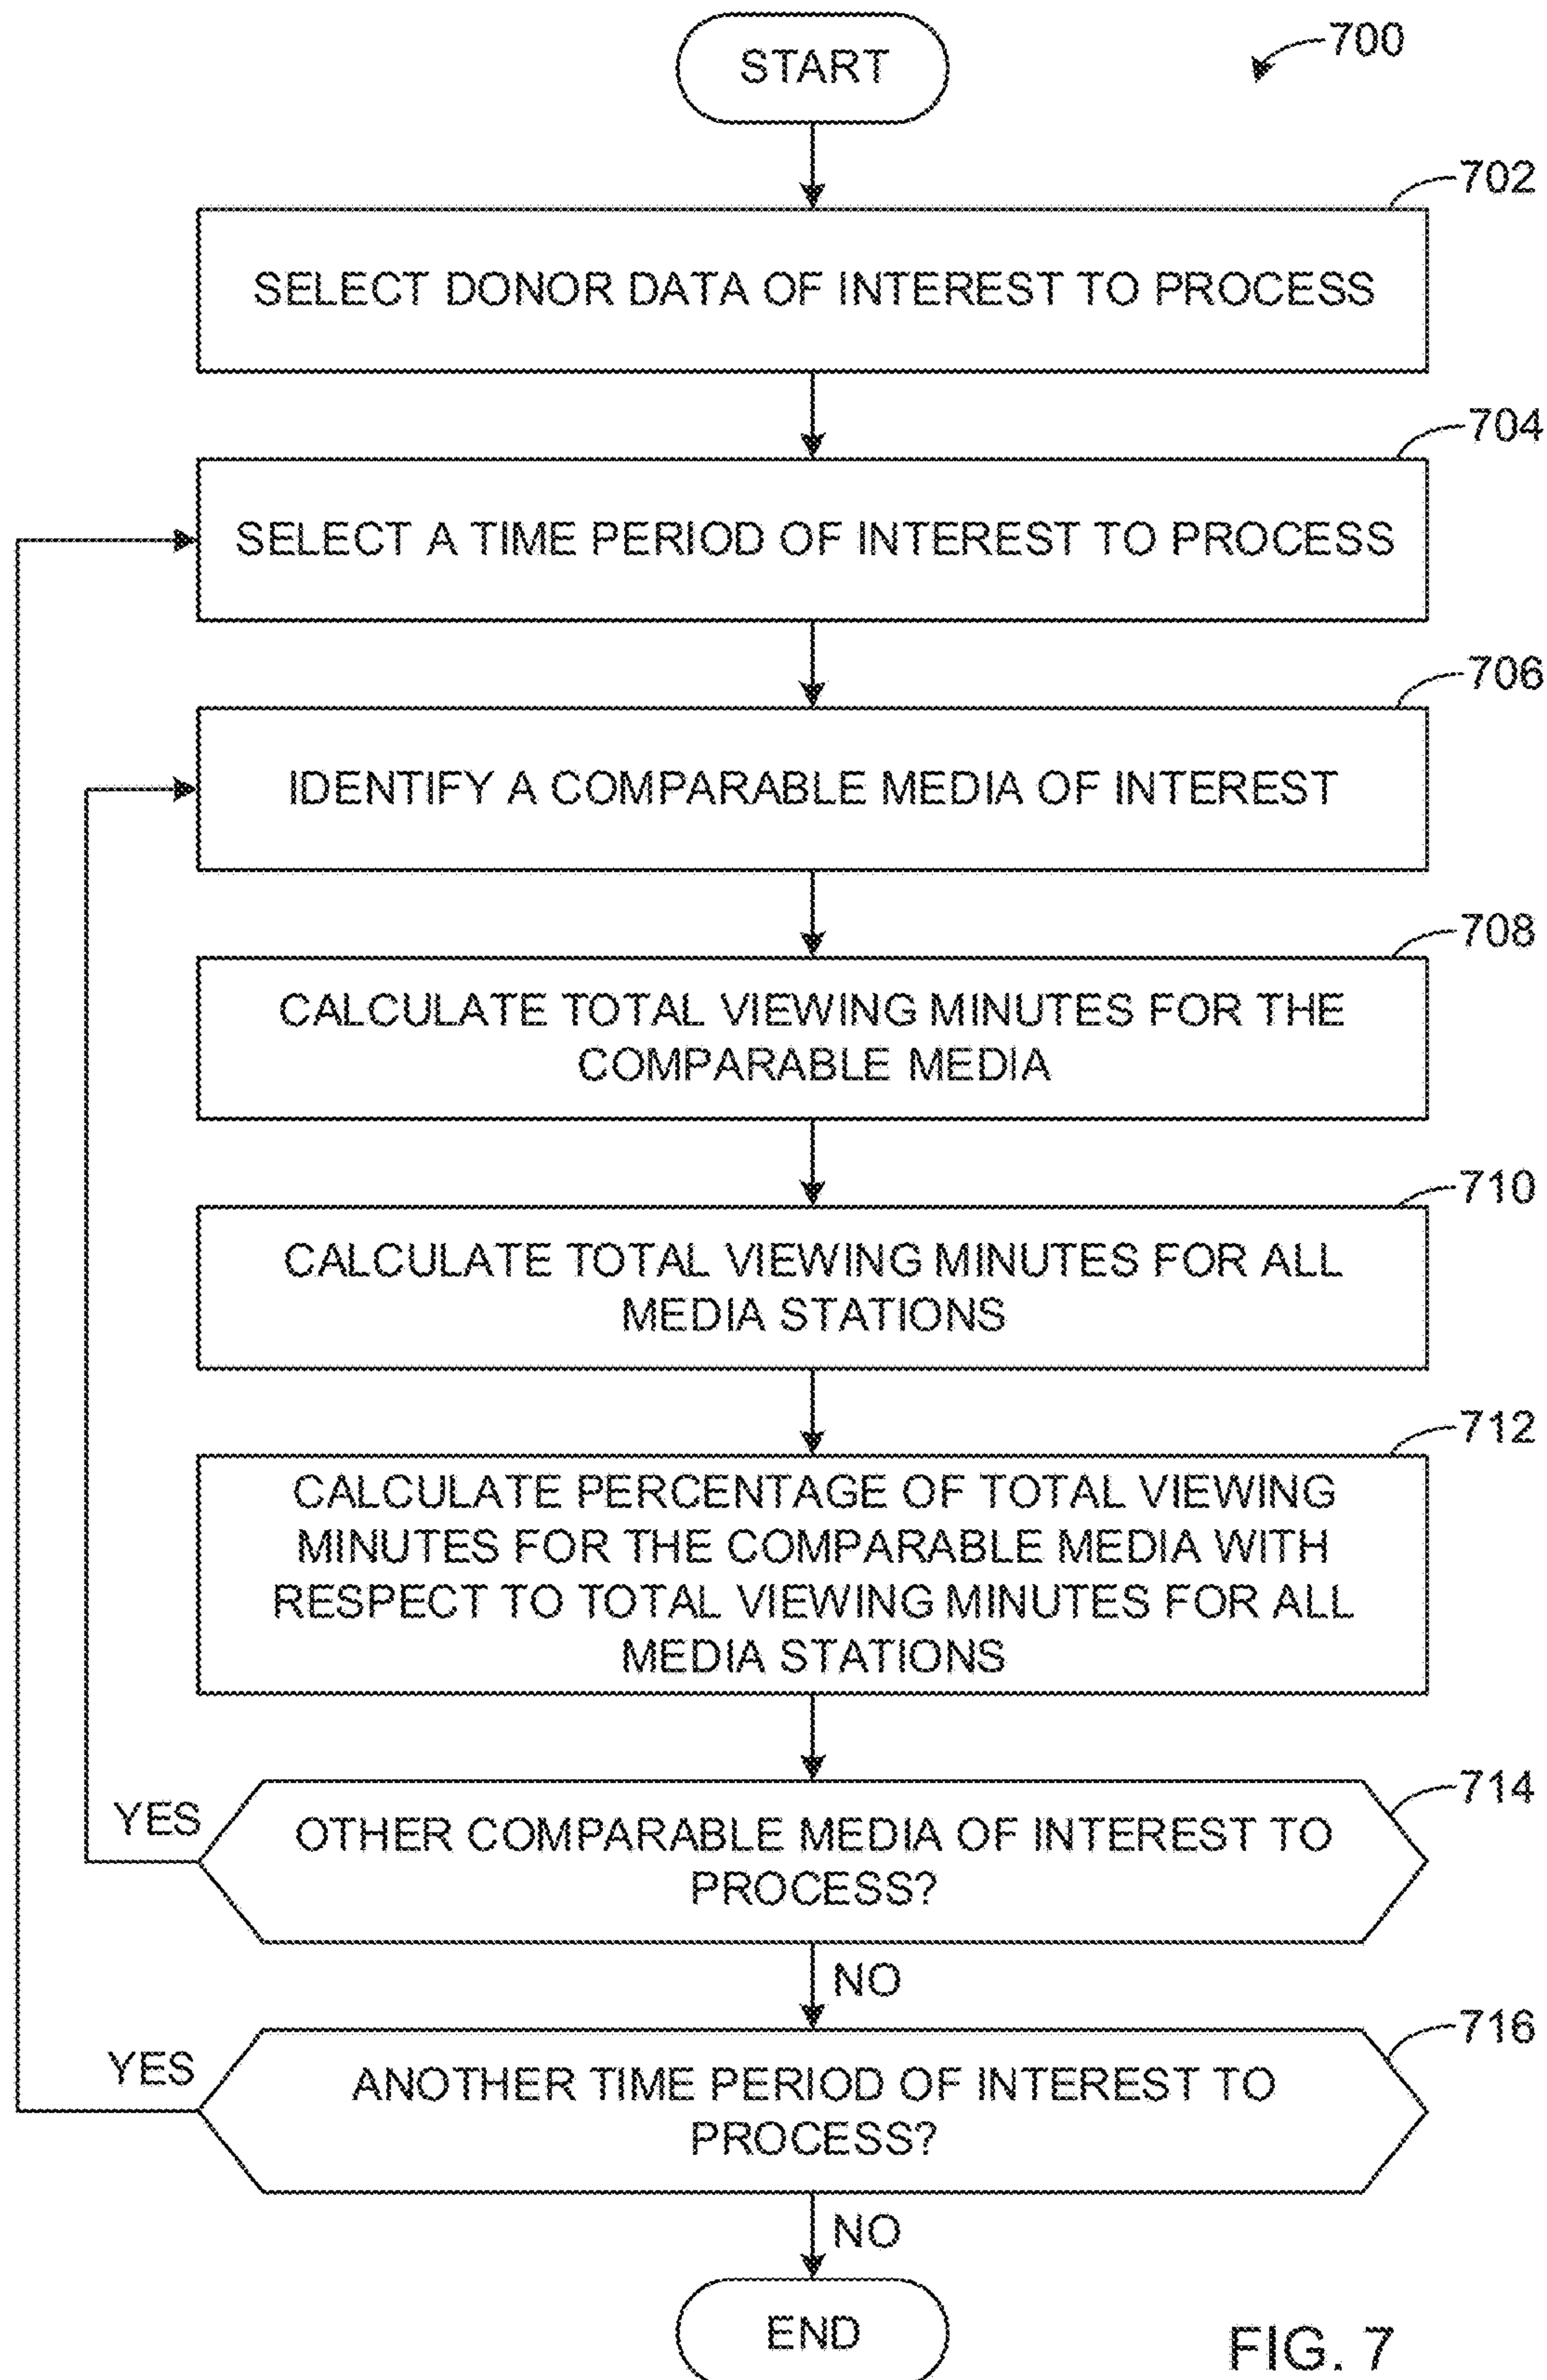 START
700
702
SELECT DONOR DATA OF INTEREST TO PROCESS
704
SELECT A TIME PERIOD OF INTEREST TO PROCESS
706
IDENTIFY A COMPARABLE MEDIA OF INTEREST
708
CALCULATE TOTAL VIEWING MINUTES FOR THE
COMPARABLE MEDIA
710
CALCULATE TOTAL VIEWING MINUTES FOR ALL
MEDIA STATIONS
712
CALCULATE PERCENTAGE OF TOTAL VIEWING
MINUTES FOR THE COMPARABLE MEDIA WITH
RESPECT TO TOTAL VIEWING MINUTES FOR ALL
MEDIA STATIONS
714
YES
OTHER COMPARABLE MEDIA OF INTEREST TO
PROCESS?
NO
716
YES
ANOTHER TIME PERIOD OF INTEREST TO
PROCESS?
NO
END
FIG. 7